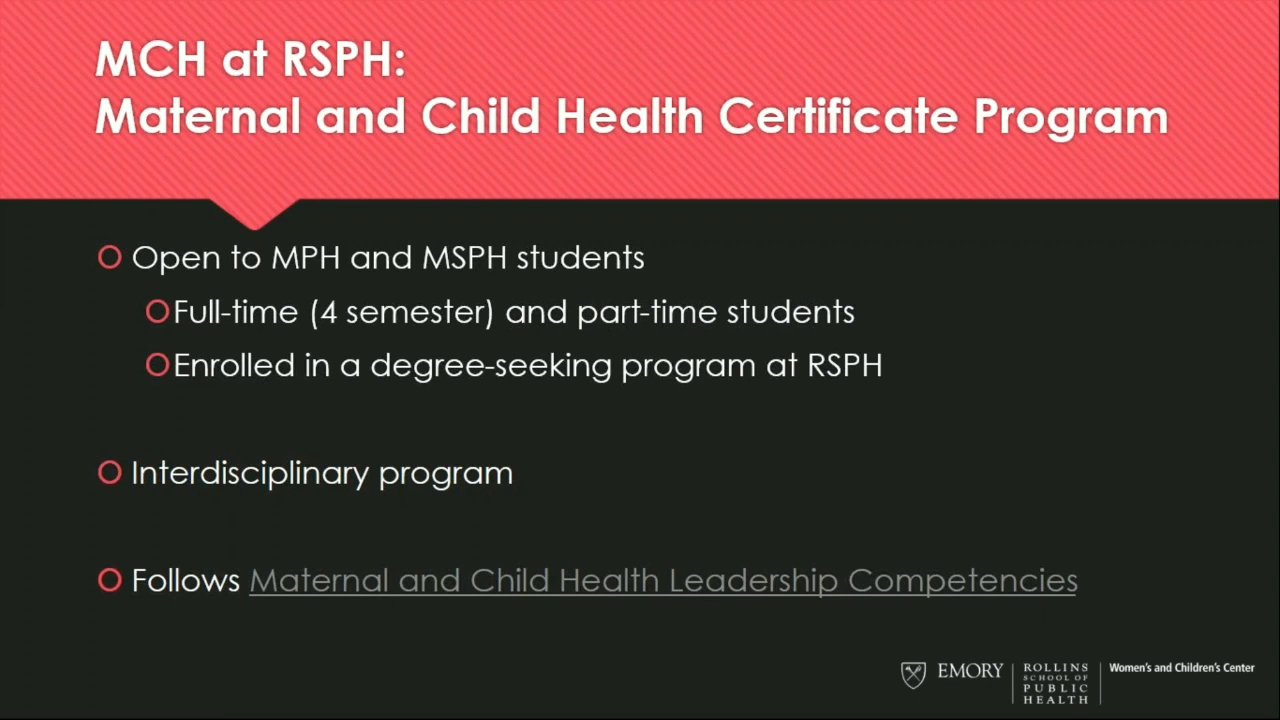 MCH at RSPH:
Maternal and Child Health Certificate Program
Open to MPH and MSPH students
Full-time (4 semester) and part-time students
Enrolled in a degree-seeking program at RSPH
Interdisciplinary program
Follows Maternal and Child Health Leadership Competencies
EMORY
ROLLINS
SCHOOL OF
PUBLIC
HEALTH
Women's and Children's Center